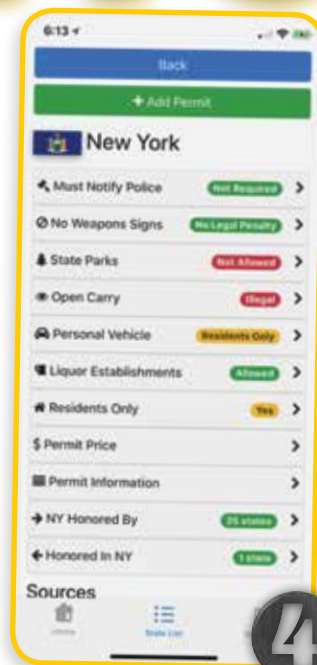 6:13
Back
+ Add Permit
New York
Must Notify Police Not Required
No Weapons Signs No Legal Penalty
State Parks Not Allowed
Open Carry Illegal
Personal Vehicle Residents Only
Liquor Establishments Allowed
Residents Only Yes
$ Permit Price
Permit Information
NY Honored By 25 states
Honored In NY 1 state
Sources
State List
4